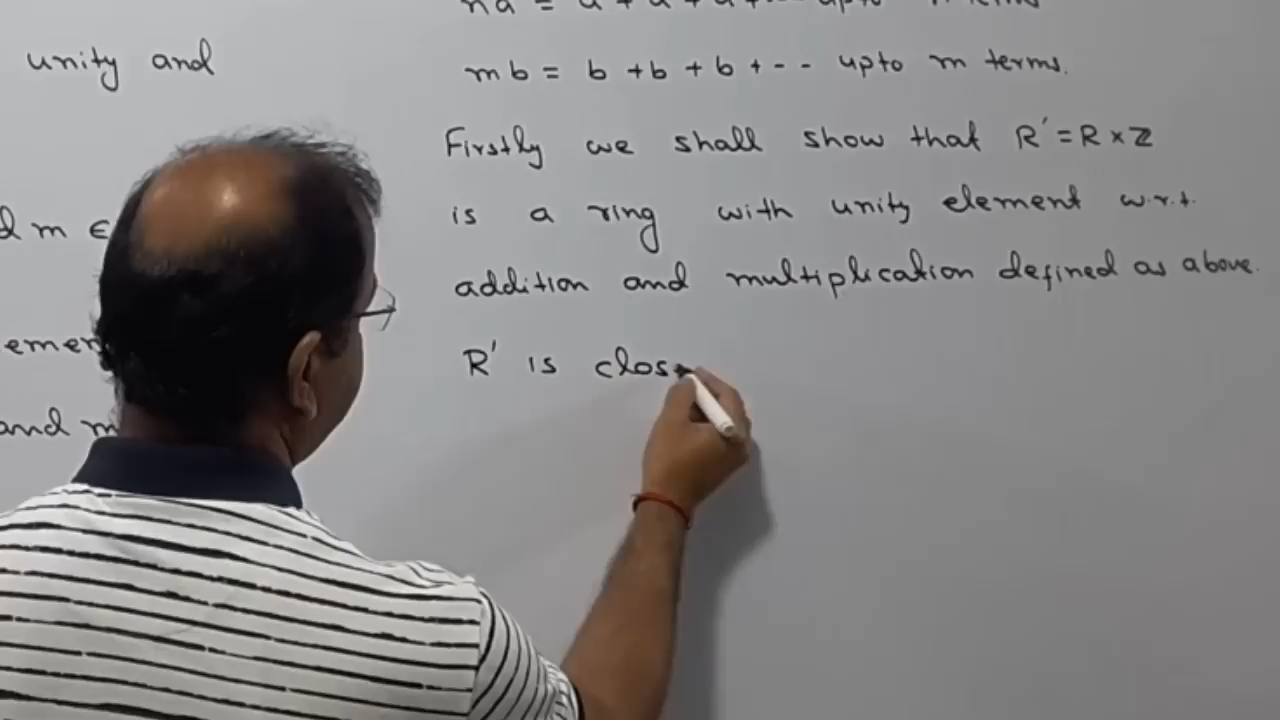 unity and
d m ∈
emen
and m
na = a + a + a + -- upto n terms
mb = b + b + b + -- upto m terms.
Firstly we shall show that R' = R × Z
is a ring with unity element w.r.t.
addition and multiplication defined as above.
R' is clos